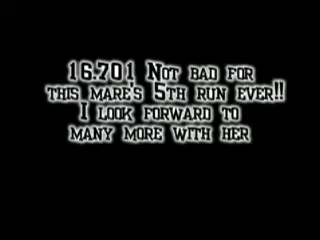 16.701 Not bad for
this mare's 5th run ever!!
I look forward to
many more with her